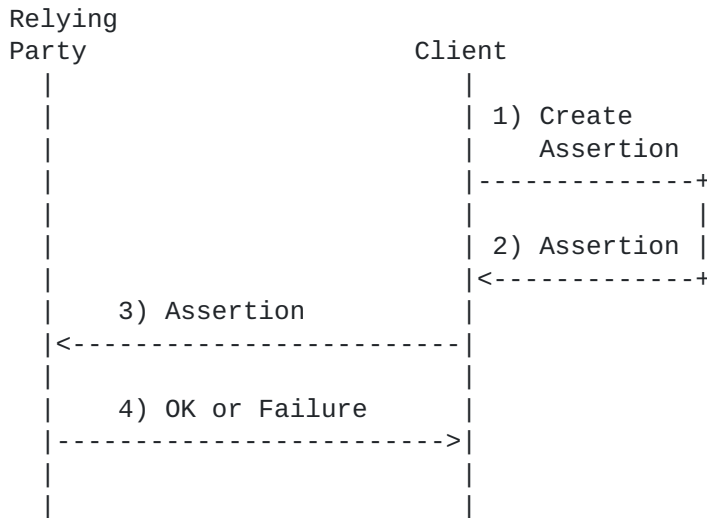 Relying
Party                     Client
  |                          |
  |                          | 1) Create
  |                          |    Assertion
  |                          |--------------+
  |                          |              |
  |                          | 2) Assertion |
  |                          |<-------------+
  |    3) Assertion          |
  |<-------------------------|
  |                          |
  |    4) OK or Failure      |
  |------------------------->|
  |                          |
  |                          |